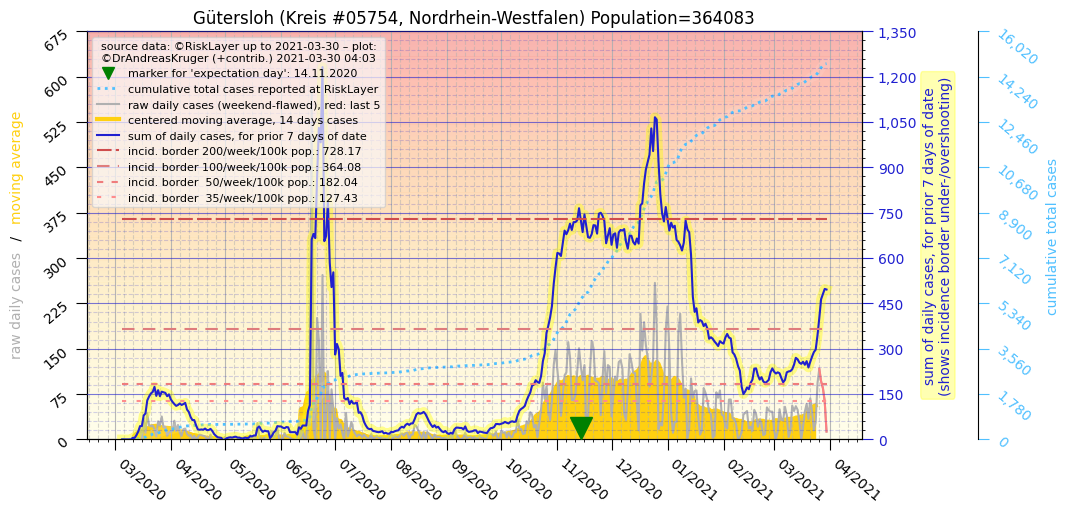 Gütersloh (Kreis #05754, Nordrhein-Westfalen) Population=364083
source data: ©RiskLayer up to 2021-03-30 – plot:
©DrAndreasKruger (+contrib.) 2021-03-30 04:03
marker for 'expectation day': 14.11.2020
cumulative total cases reported at RiskLayer
raw daily cases (weekend-flawed), red: last 5
centered moving average, 14 days cases
sum of daily cases, for prior 7 days of date
incid. border 200/week/100k pop.: 728.17
incid. border 100/week/100k pop.: 364.08
incid. border  50/week/100k pop.: 182.04
incid. border  35/week/100k pop.: 127.43
raw daily cases  /  moving average
675
600
525
450
375
300
225
150
75
0
03/2020
04/2020
05/2020
06/2020
07/2020
08/2020
09/2020
10/2020
11/2020
12/2020
01/2021
02/2021
03/2021
04/2021
1,350
1,200
1,050
900
750
600
450
300
150
0
sum of daily cases, for prior 7 days of date
(shows incidence border under-/overshooting)
16,020
14,240
12,460
10,680
8,900
7,120
5,340
3,560
1,780
0
cumulative total cases